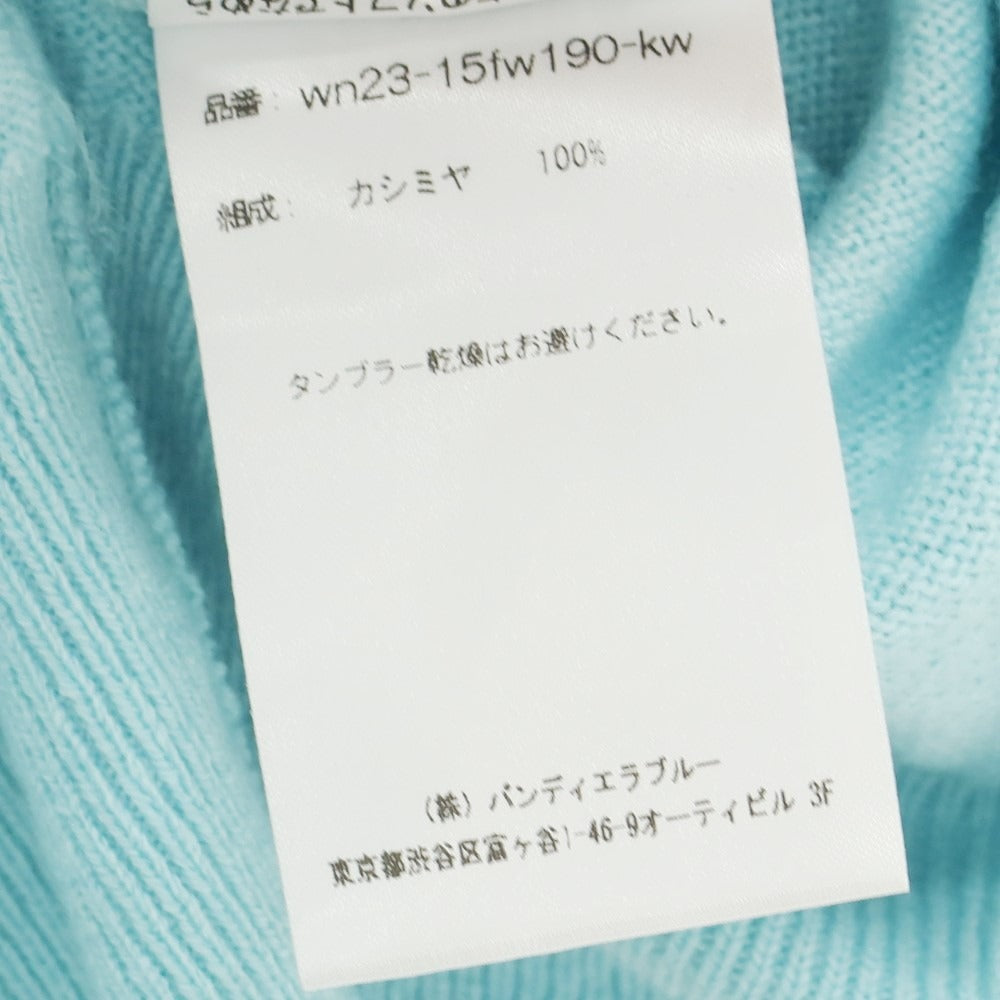 品番: wn23-15fw190-kw
組成: カシミヤ 100%
タンブラー乾燥はお避けください。
(株) バンディエラブルー
東京都渋谷区富ヶ谷1-46-9オーティビル 3F